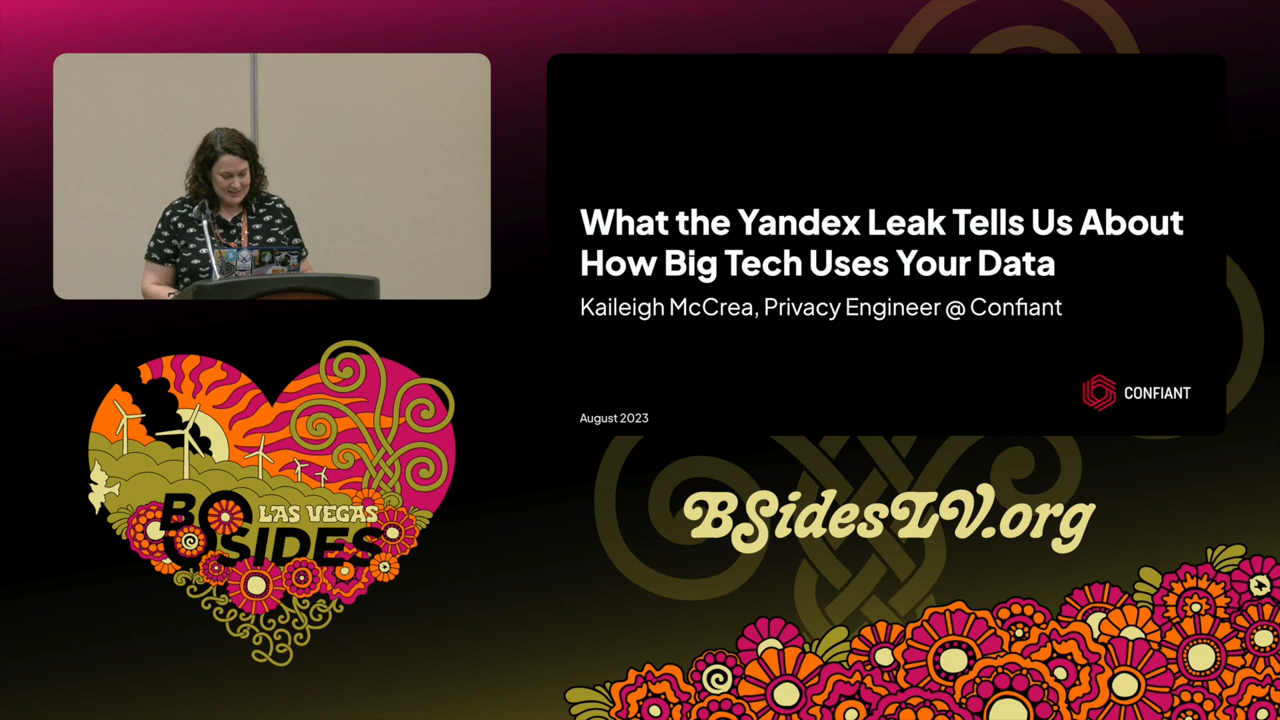 What the Yandex Leak Tells Us About
How Big Tech Uses Your Data
Kaileigh McCrea, Privacy Engineer @ Confiant
CONFIANT
August 2023
BSidesLV.org
LAS VEGAS
BSIDES
23